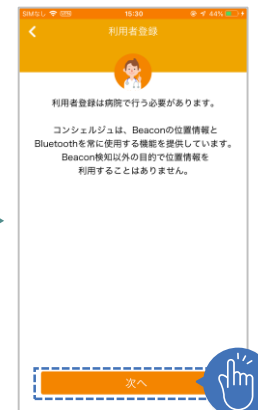 SIMなし 15:30 44%
利用者登録
利用者登録は病院で行う必要があります。
コンシェルジュは、Beaconの位置情報と
Bluetoothを常に使用する機能を提供しています。
Beacon検知以外の目的で位置情報を
利用することはありません。
次へ